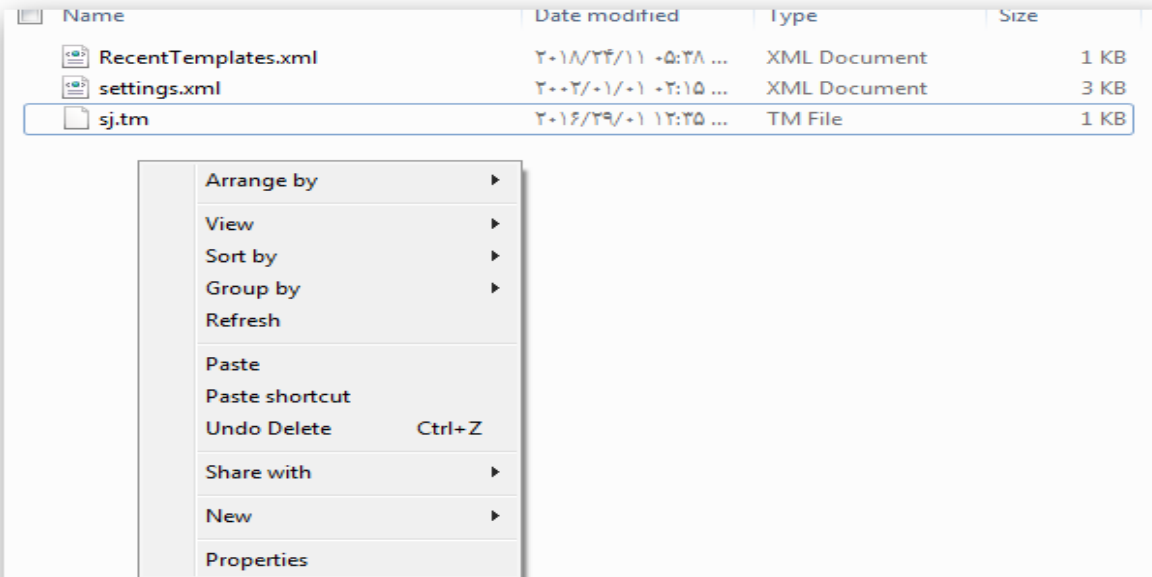 Name Date modified Type Size
RecentTemplates.xml ۲۰۱۸/۲۴/۱۱ ۰۵:۳۸ ... XML Document 1 KB
settings.xml ۲۰۰۲/۰۱/۰۱ ۰۲:۱۵ ... XML Document 3 KB
sj.tm ۲۰۱۶/۲۹/۰۱ ۱۲:۳۵ ... TM File 1 KB
Arrange by
View
Sort by
Group by
Refresh
Paste
Paste shortcut
Undo Delete Ctrl+Z
Share with
New
Properties